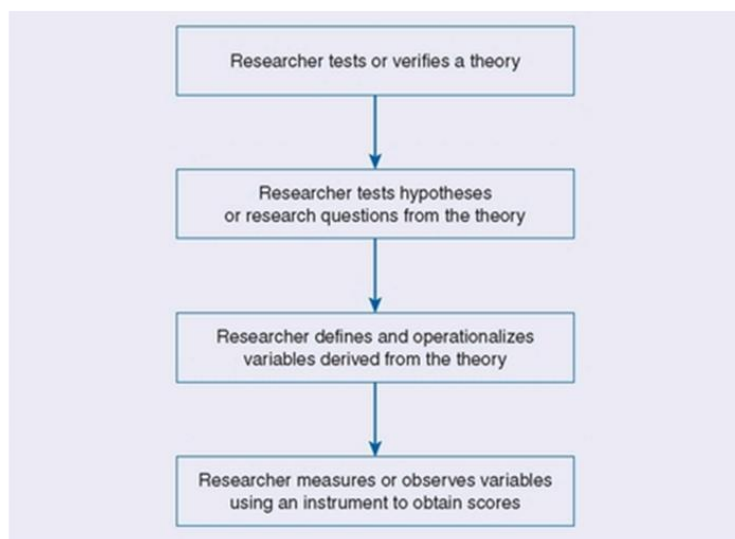 Researcher tests or verifies a theory
Researcher tests hypotheses
or research questions from the theory
Researcher defines and operationalizes
variables derived from the theory
Researcher measures or observes variables
using an instrument to obtain scores